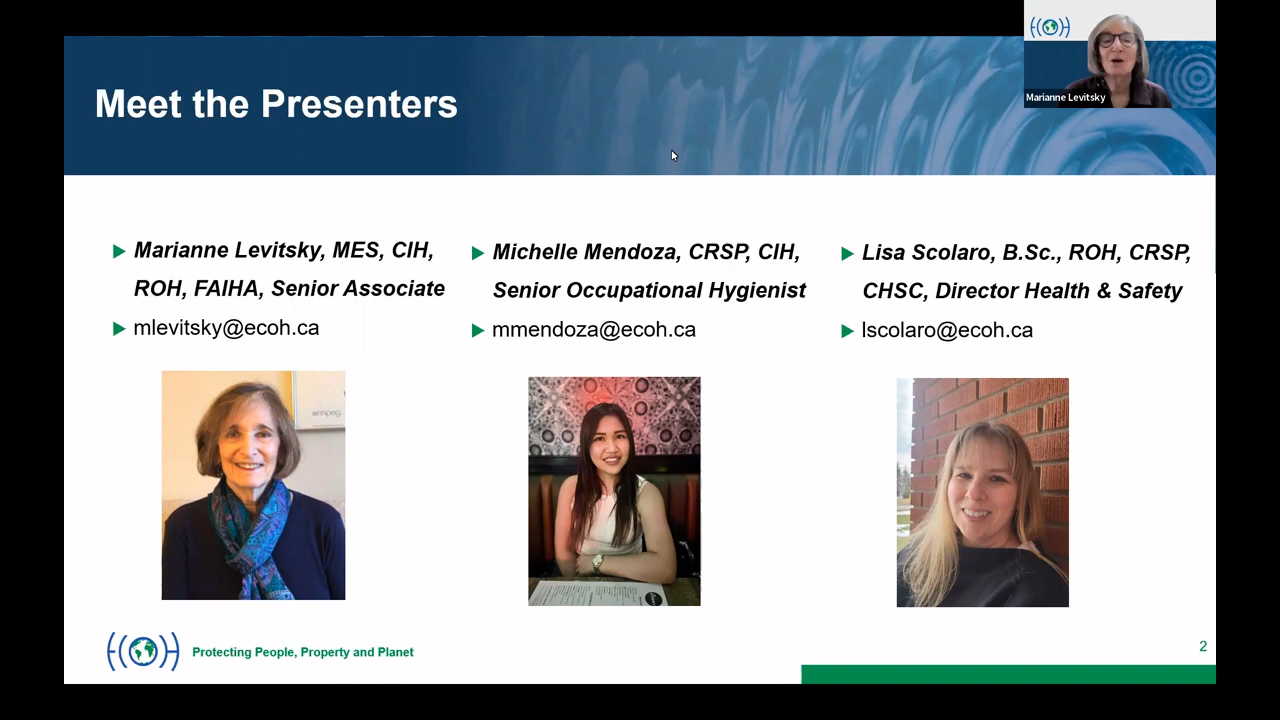 Meet the Presenters
Marianne Levitsky
Marianne Levitsky, MES, CIH,
ROH, FAIHA, Senior Associate
mlevitsky@ecoh.ca
Michelle Mendoza, CRSP, CIH,
Senior Occupational Hygienist
mmendoza@ecoh.ca
Lisa Scolaro, B.Sc., ROH, CRSP,
CHSC, Director Health & Safety
lscolaro@ecoh.ca
winnipeg
Protecting People, Property and Planet
2